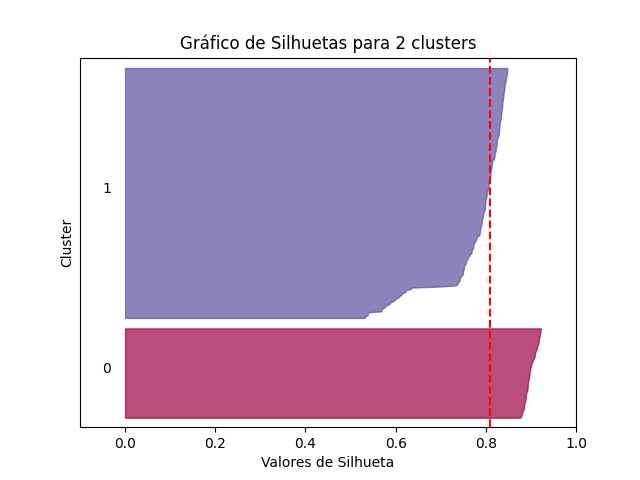 Gráfico de Silhuetas para 2 clusters
Cluster
1
0
0.0 0.2 0.4 0.6 0.8 1.0
Valores de Silhueta